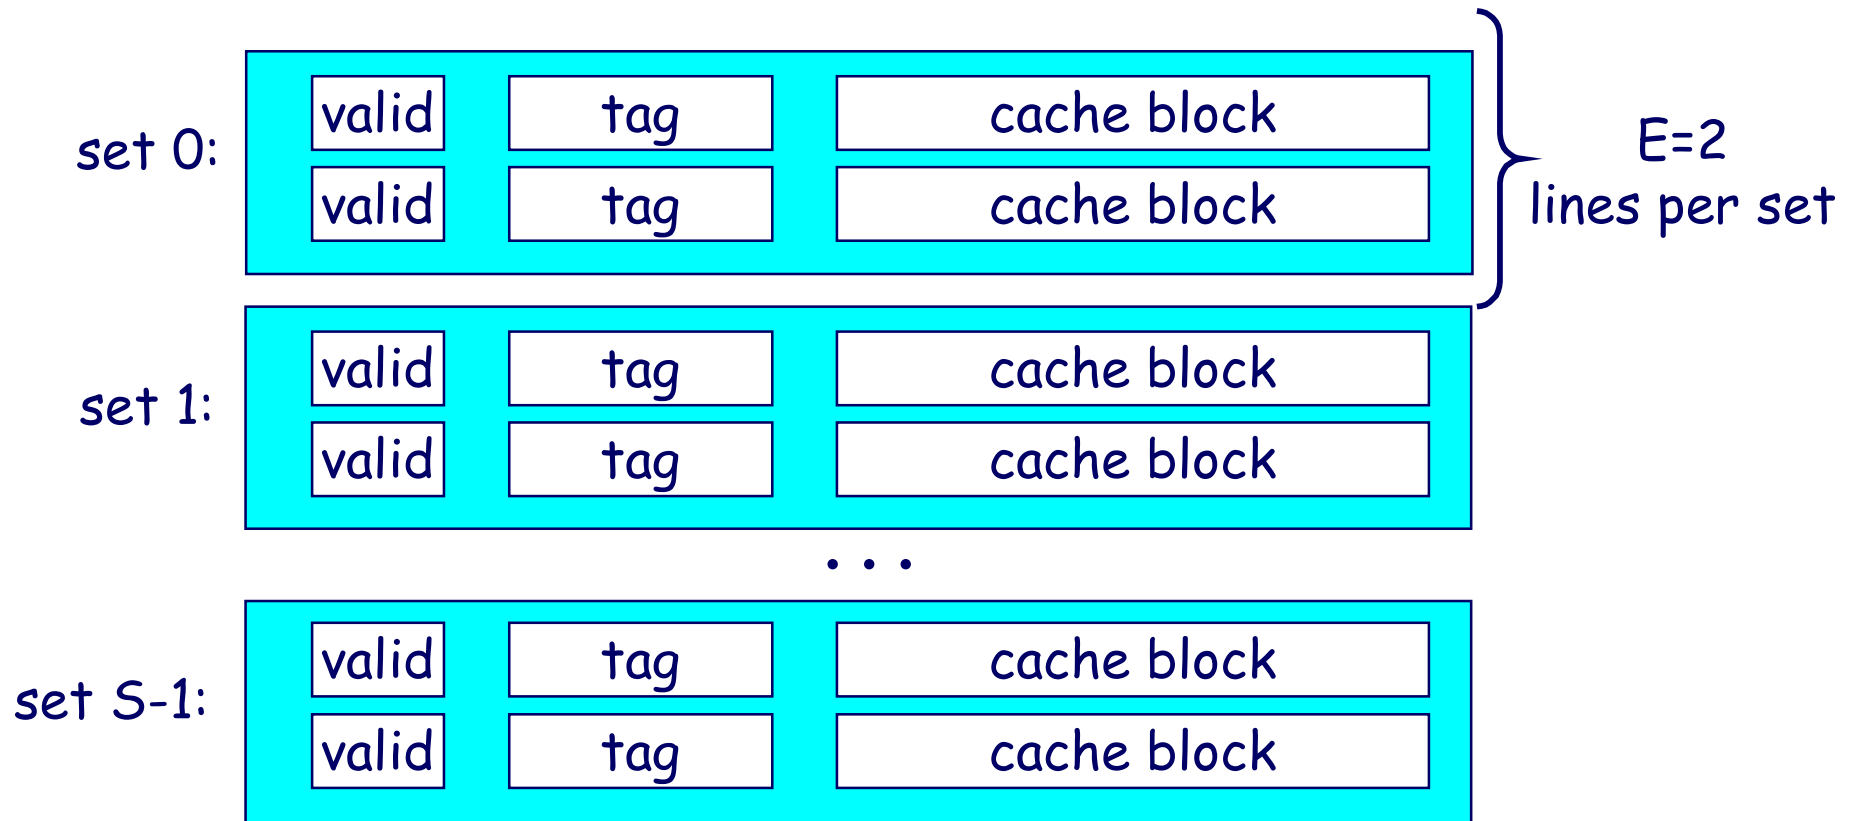 valid tag cache block
set 0:
valid tag cache block
E=2
lines per set
valid tag cache block
set 1:
valid tag cache block
. . .
valid tag cache block
set S-1:
valid tag cache block